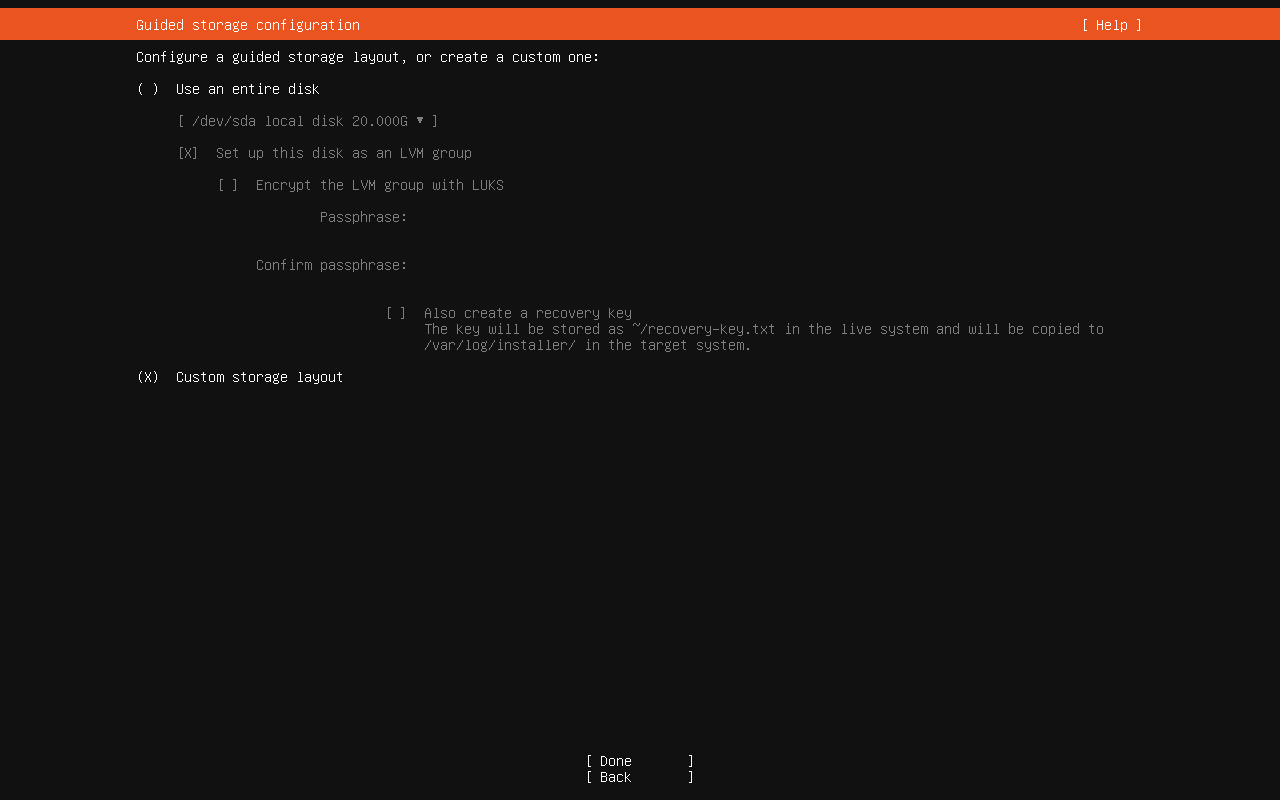 Guided storage configuration [ Help ]
Configure a guided storage layout, or create a custom one:
( ) Use an entire disk
[ /dev/sda local disk 20.000G ▾ ]
[X] Set up this disk as an LVM group
[ ] Encrypt the LVM group with LUKS
Passphrase:
Confirm passphrase:
[ ] Also create a recovery key
The key will be stored as ~/recovery-key.txt in the live system and will be copied to
/var/log/installer/ in the target system.
(X) Custom storage layout
[ Done ]
[ Back ]